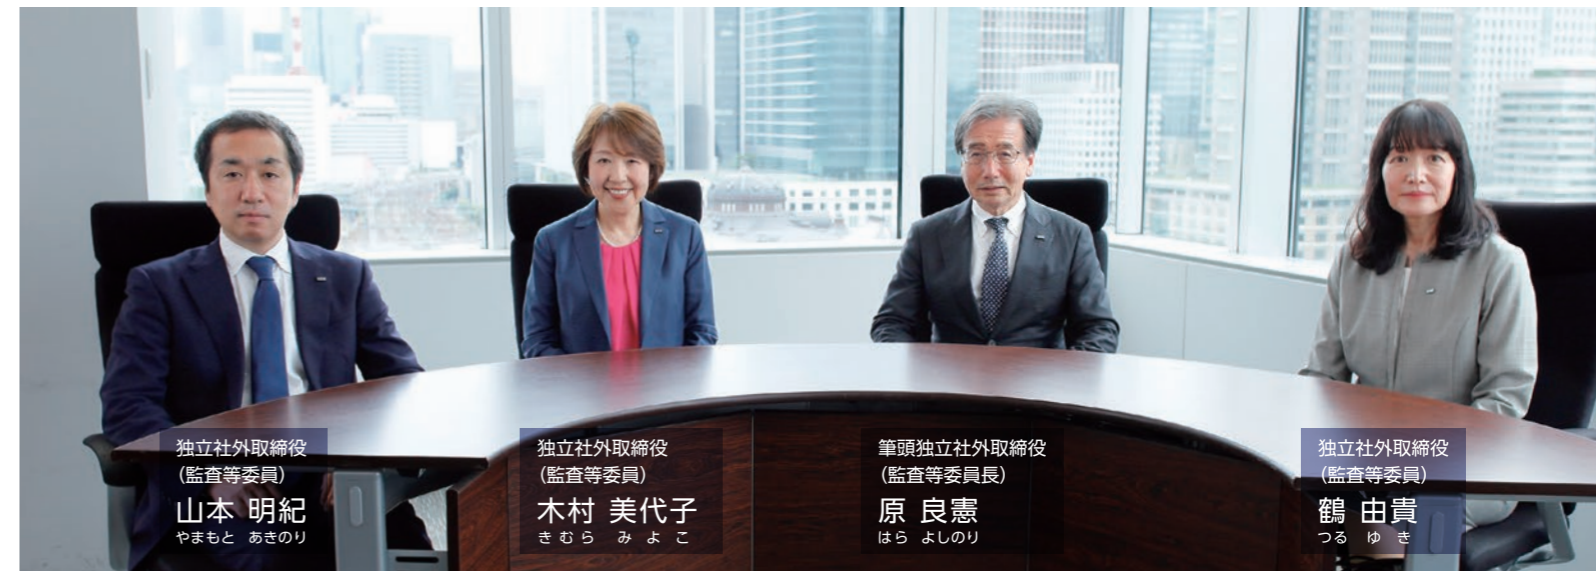 独立社外取締役
（監査等委員）
山本 明紀
やまもと あきのり
独立社外取締役
（監査等委員）
木村 美代子
きむら みよこ
筆頭独立社外取締役
（監査等委員長）
原 良憲
はら よしのり
独立社外取締役
（監査等委員）
鶴 由貴
つる ゆき